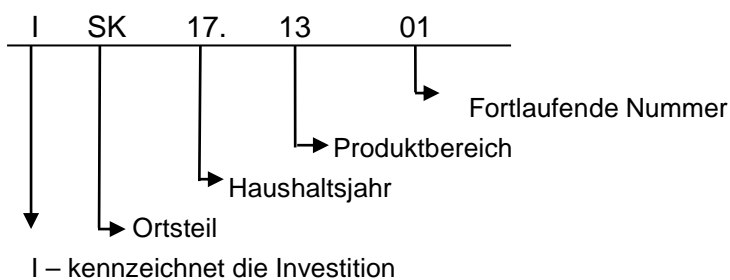 I SK 17. 13 01
Fortlaufende Nummer
Produktbereich
Haushaltsjahr
Ortsteil
I – kennzeichnet die Investition